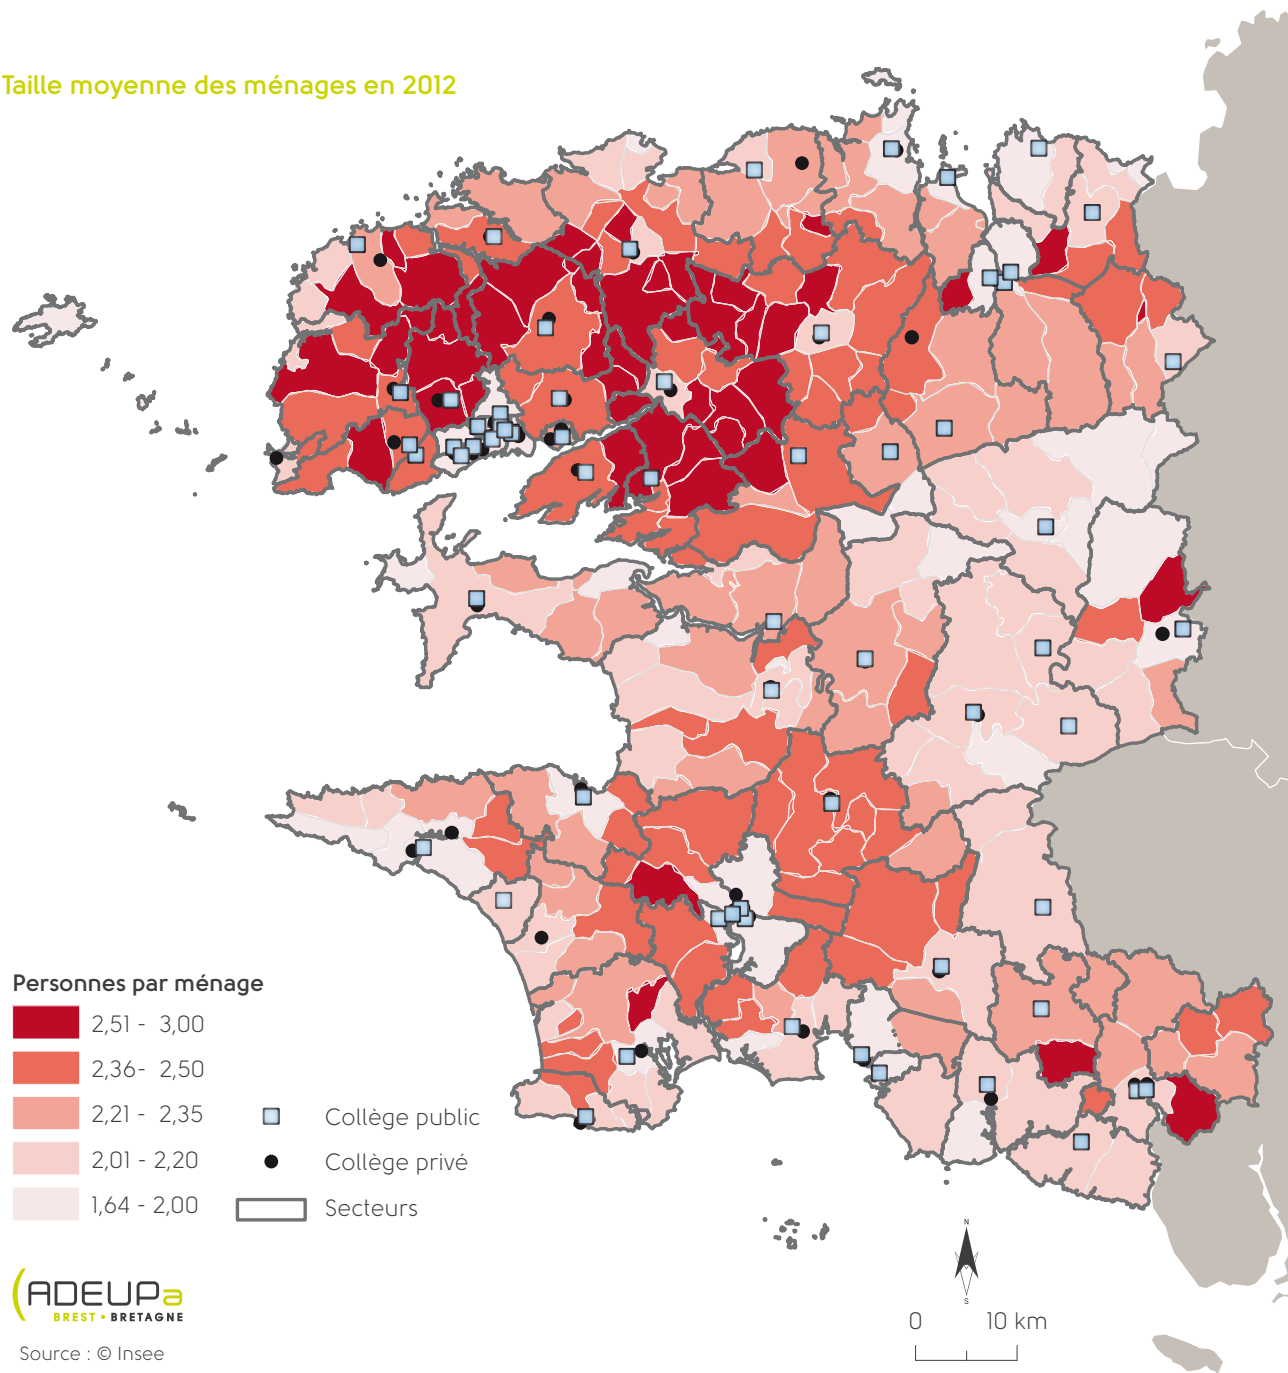 Taille moyenne des ménages en 2012
Personnes par ménage
2,51 - 3,00
2,36- 2,50
2,21 - 2,35
2,01 - 2,20
1,64 - 2,00
Collège public
Collège privé
Secteurs
N
S
0 10 km
ADEUPa
BREST • BRETAGNE
Source : © Insee